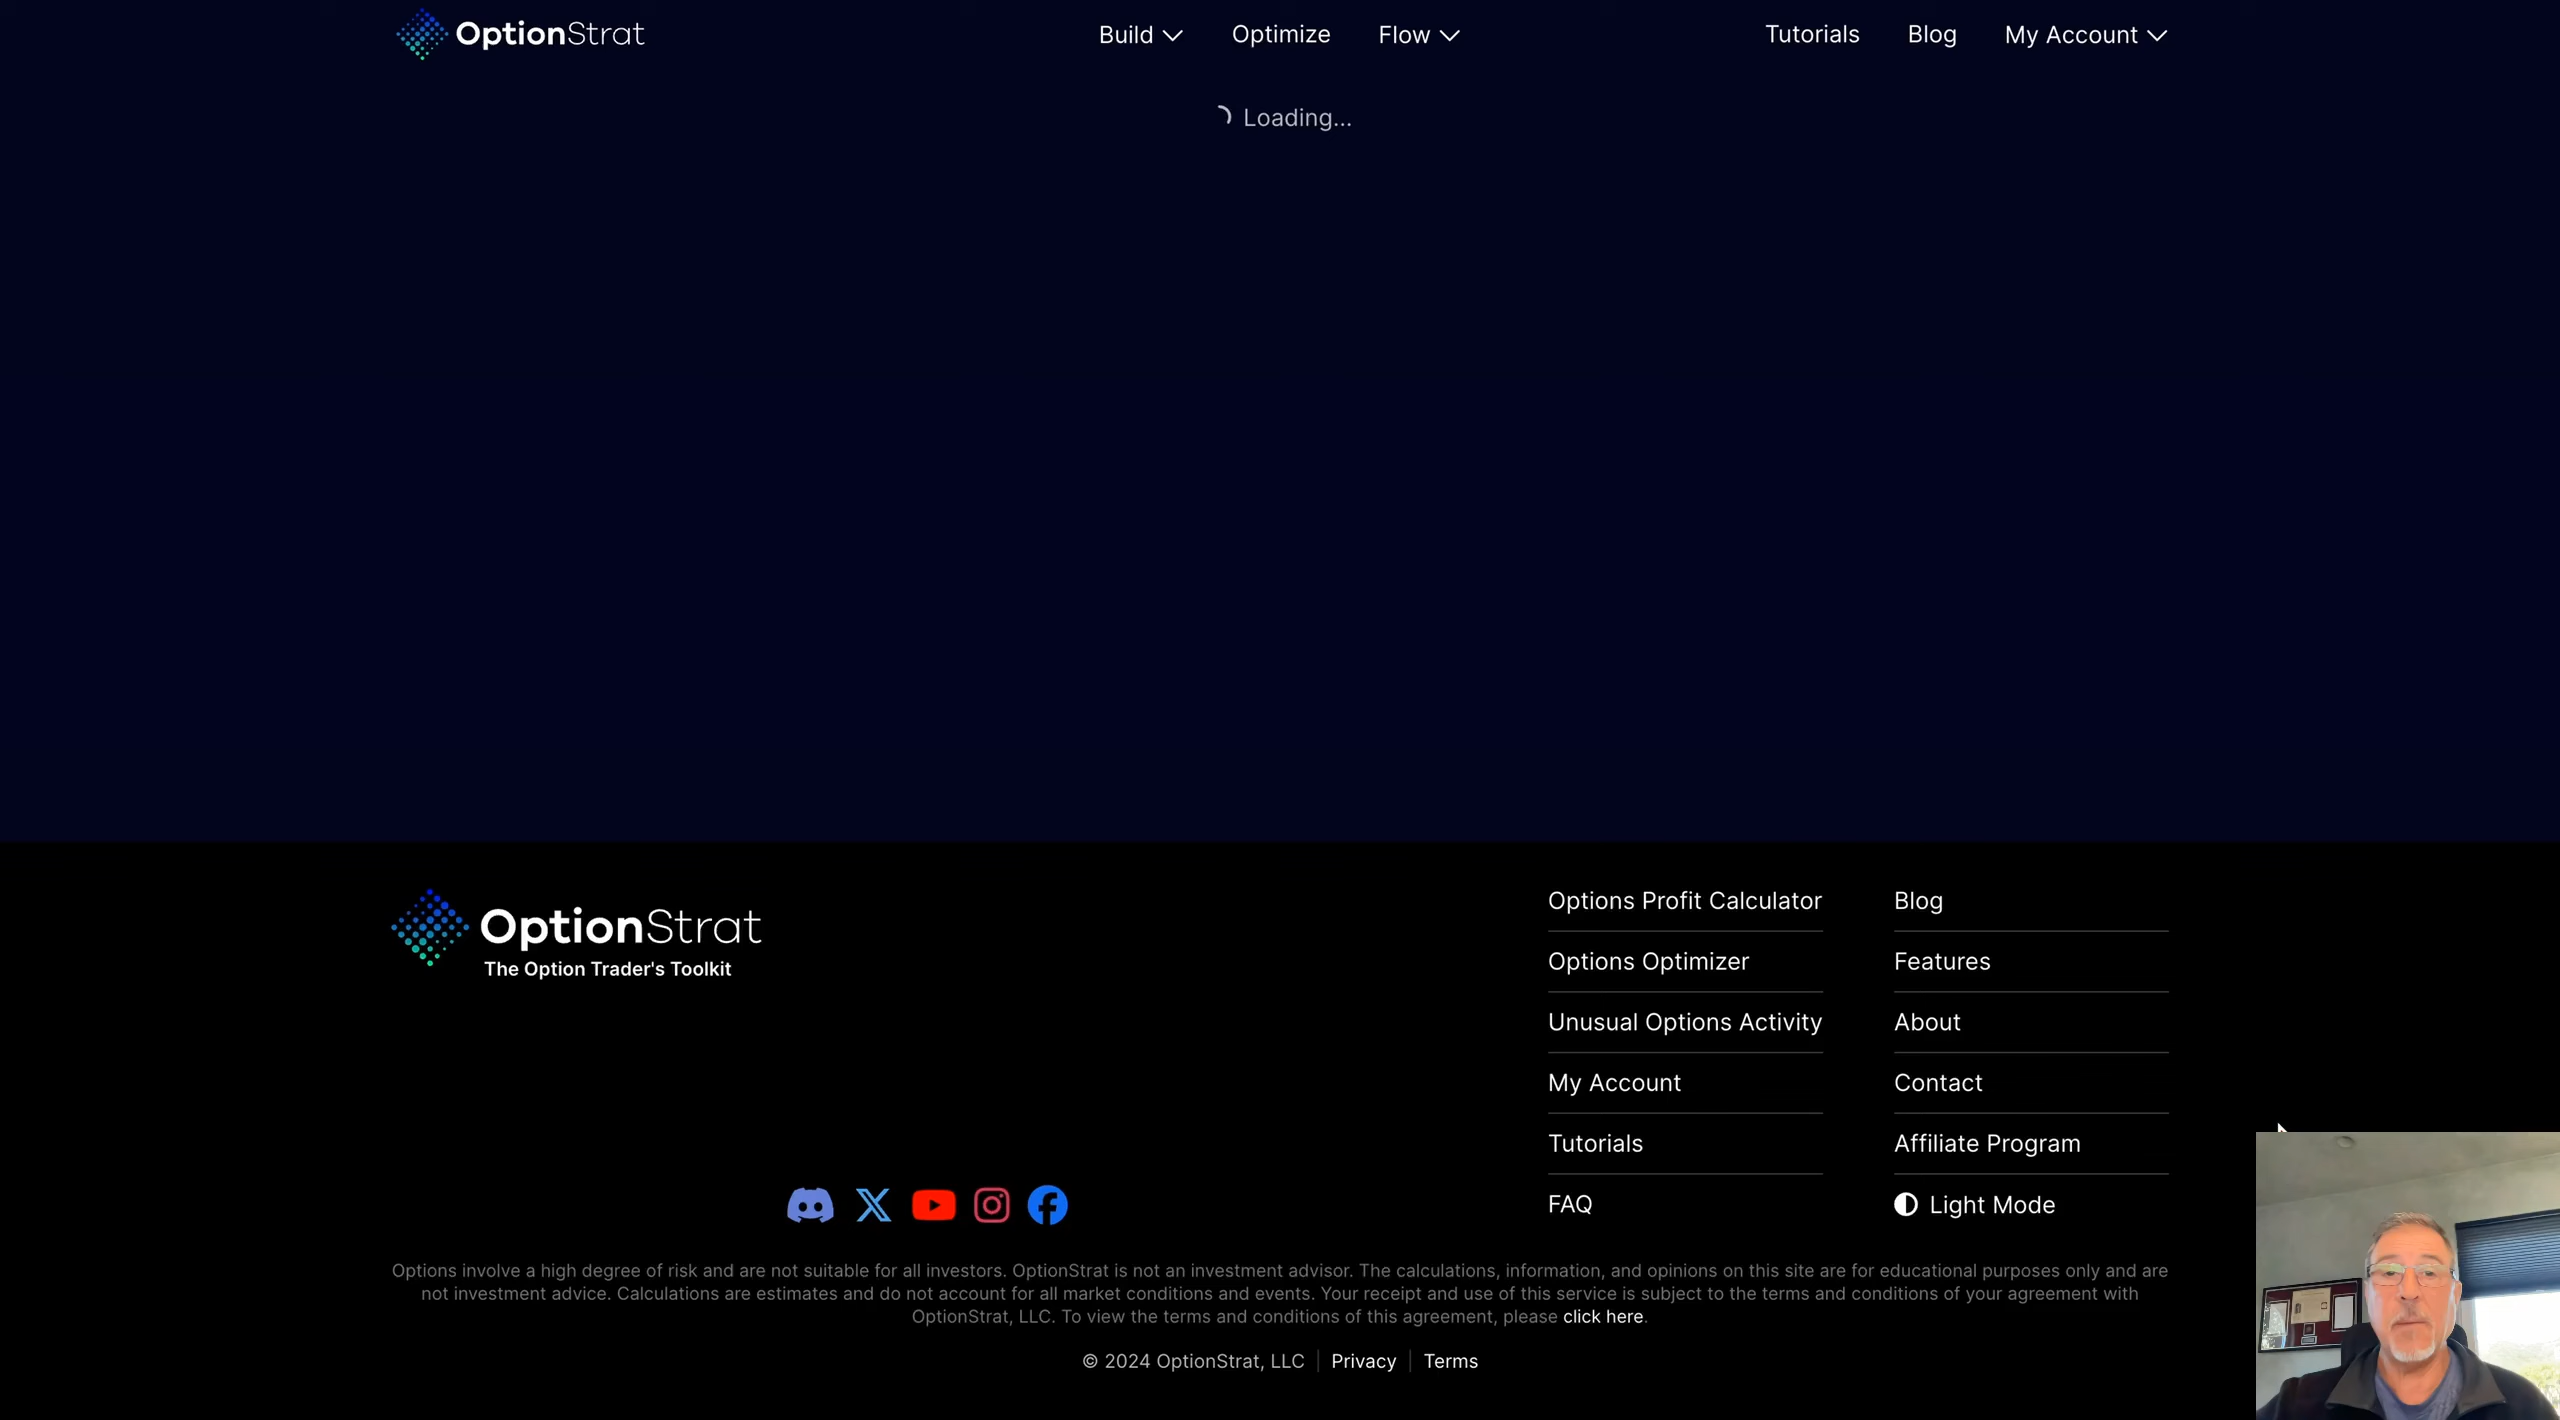 OptionStrat
Build
Optimize
Flow
Tutorials
Blog
My Account
Loading...
OptionStrat
The Option Trader's Toolkit
Options Profit Calculator
Options Optimizer
Unusual Options Activity
My Account
Tutorials
FAQ
Blog
Features
About
Contact
Affiliate Program
Light Mode
Options involve a high degree of risk and are not suitable for all investors. OptionStrat is not an investment advisor. The calculations, information, and opinions on this site are for educational purposes only and are
not investment advice. Calculations are estimates and do not account for all market conditions and events. Your receipt and use of this service is subject to the terms and conditions of your agreement with
OptionStrat, LLC. To view the terms and conditions of this agreement, please click here.
© 2024 OptionStrat, LLC | Privacy | Terms